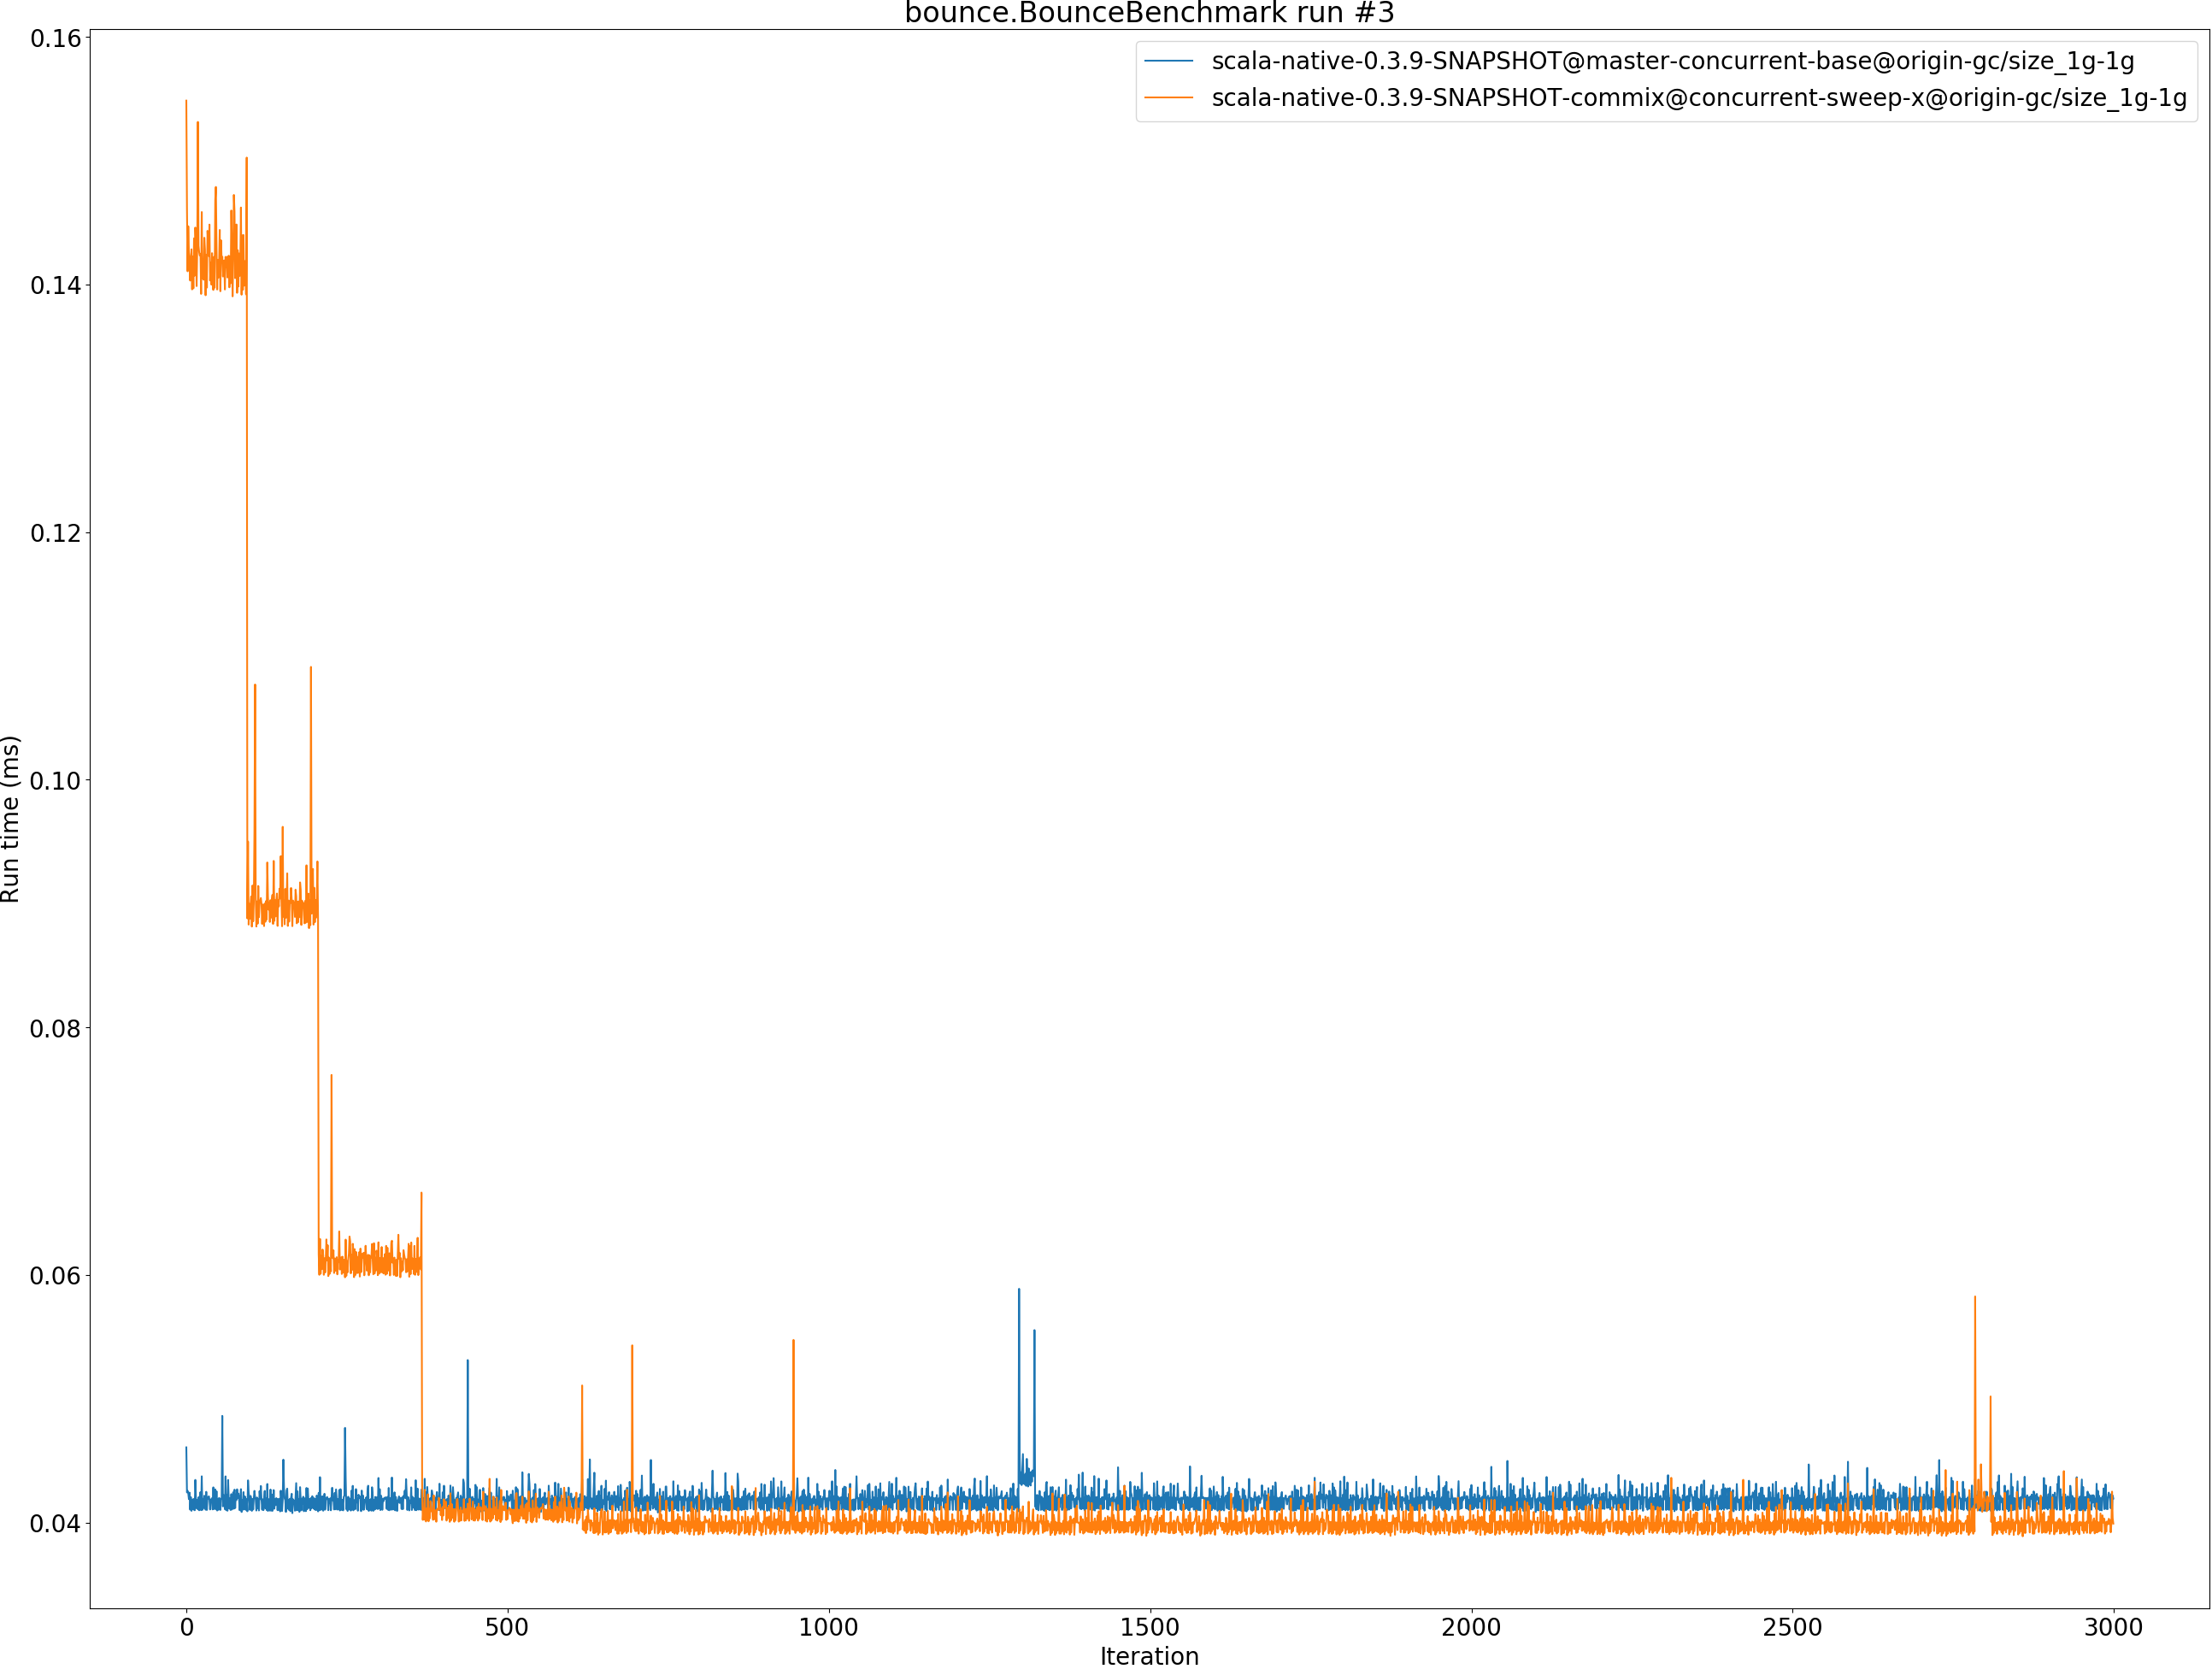 bounce.BounceBenchmark run #3
scala-native-0.3.9-SNAPSHOT@master-concurrent-base@origin-gc/size_1g-1g
scala-native-0.3.9-SNAPSHOT-commix@concurrent-sweep-x@origin-gc/size_1g-1g
0.16
0.14
0.12
0.10
0.08
0.06
0.04
Run time (ms)
0 500 1000 1500 2000 2500 3000
Iteration